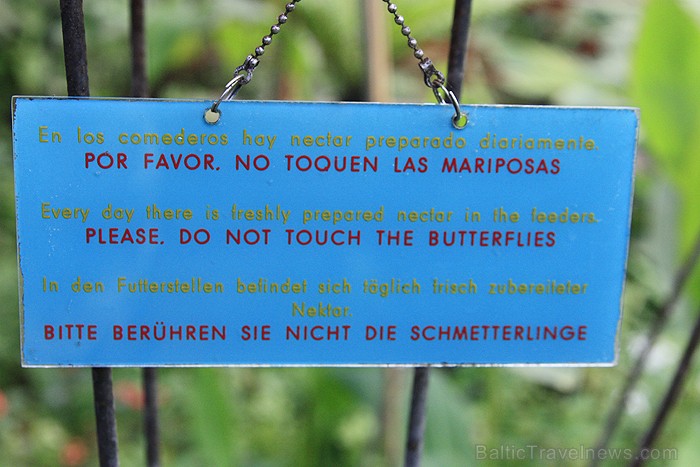 En los comederos hay nectar preparado diariamente.
POR FAVOR, NO TOQUEN LAS MARIPOSAS
Every day there is freshly prepared nectar in the feeders.
PLEASE, DO NOT TOUCH THE BUTTERFLIES
In den Futterstellen befindet sich täglich frisch zubereiteter
Nektar.
BITTE BERÜHREN SIE NICHT DIE SCHMETTERLINGE
BalticTravelnews.com